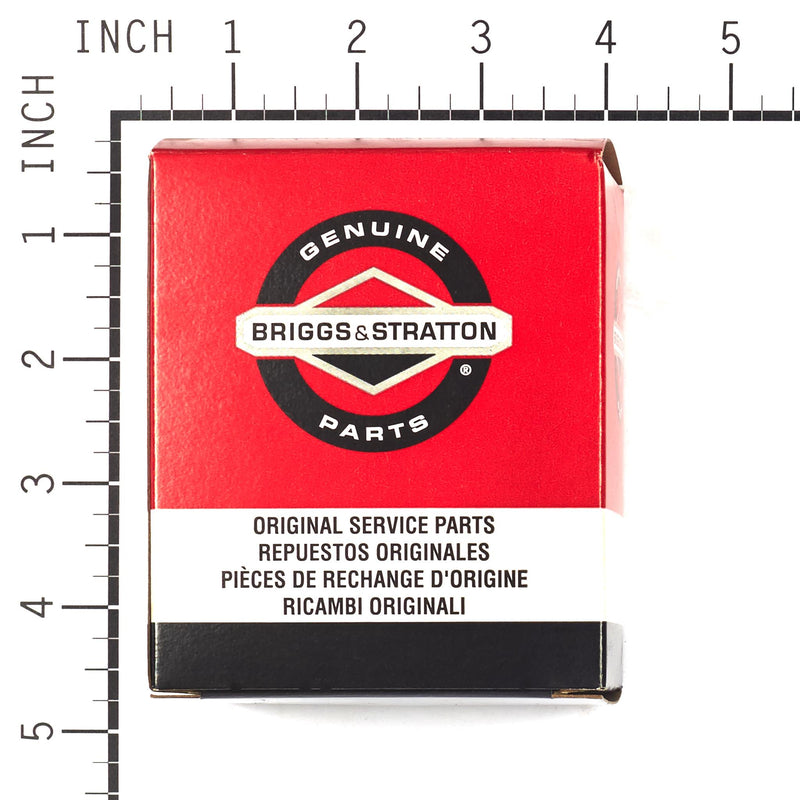 INCH 1 2 3 4 5
INCH
1
2
3
4
5
GENUINE
BRIGGS & STRATTON
®
PARTS
ORIGINAL SERVICE PARTS
REPUESTOS ORIGINALES
PIÈCES DE RECHANGE D'ORIGINE
RICAMBI ORIGINALI